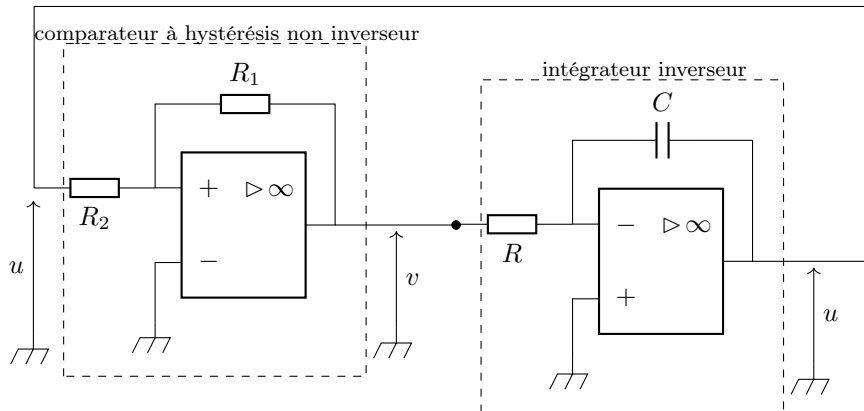 comparateur à hystérésis non inverseur
intégrateur inverseur
R₁
C
+
▷ ∞
−
▷ ∞
R₂
−
R
+
u
v
u